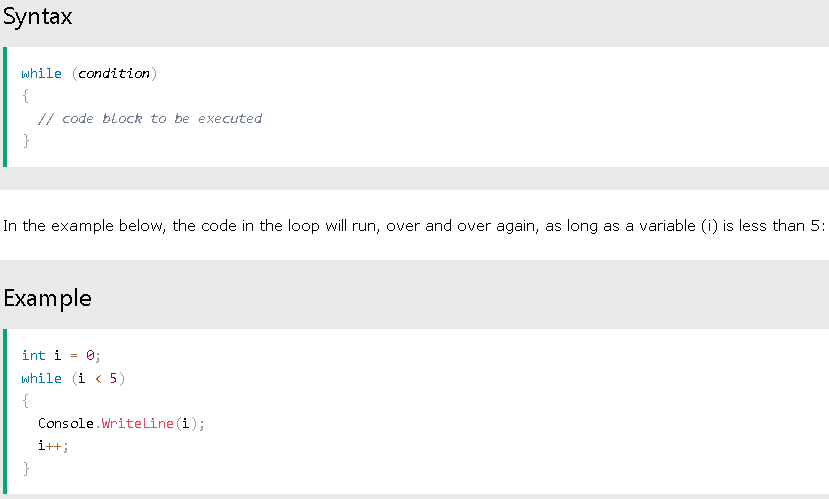 Syntax
while (condition)
{
  // code block to be executed
}
In the example below, the code in the loop will run, over and over again, as long as a variable (i) is less than 5:
Example
int i = 0;
while (i < 5)
{
  Console.WriteLine(i);
  i++;
}